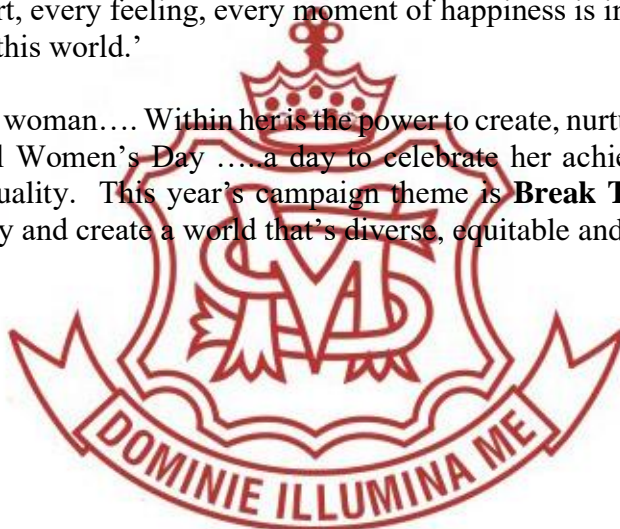 rt, every feeling, every moment of happiness is in
this world.’
woman…. Within her is the power to create, nurtu
l Women’s Day …..a day to celebrate her achie
uality. This year’s campaign theme is Break T
y and create a world that’s diverse, equitable and
SMS
DOMINIE ILLUMINA ME